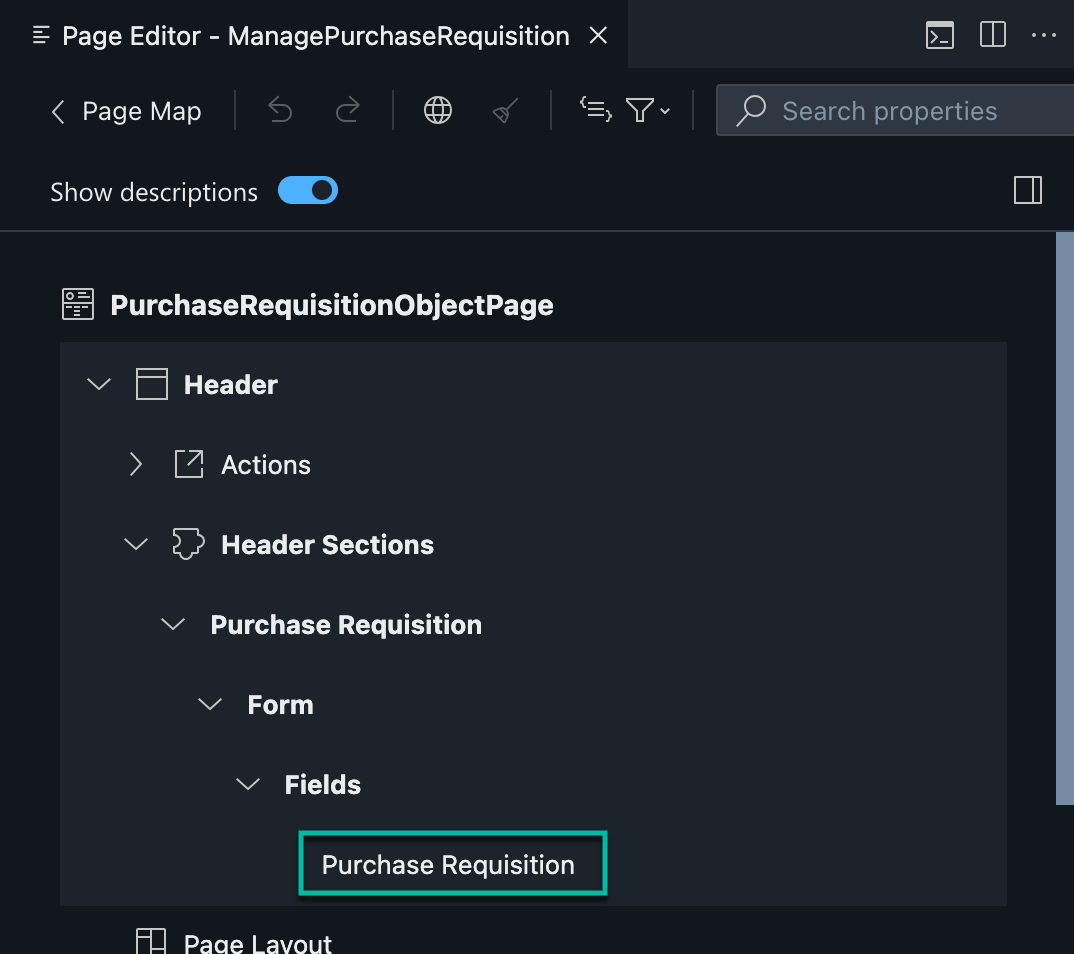 Page Editor - ManagePurchaseRequisition
Page Map
Search properties
Show descriptions
PurchaseRequisitionObjectPage
Header
Actions
Header Sections
Purchase Requisition
Form
Fields
Purchase Requisition
Page Layout